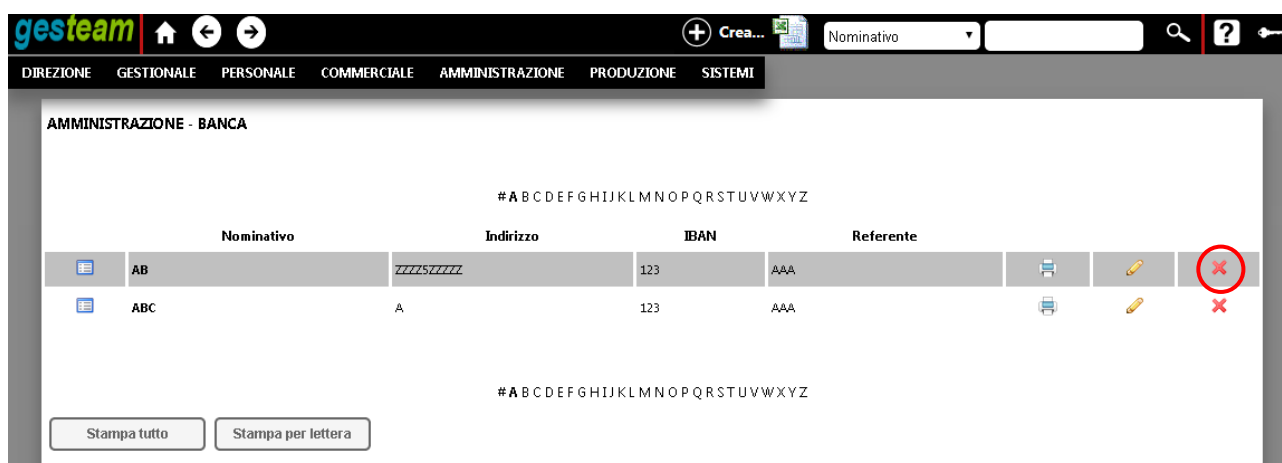 gesteam Crea... Nominativo ?
DIREZIONE GESTIONALE PERSONALE COMMERCIALE AMMINISTRAZIONE PRODUZIONE SISTEMI
AMMINISTRAZIONE - BANCA
# A B C D E F G H I J K L M N O P Q R S T U V W X Y Z
Nominativo Indirizzo IBAN Referente
AB ZZZZ5ZZZZZ 123 AAA
ABC A 123 AAA
# A B C D E F G H I J K L M N O P Q R S T U V W X Y Z
Stampa tutto Stampa per lettera